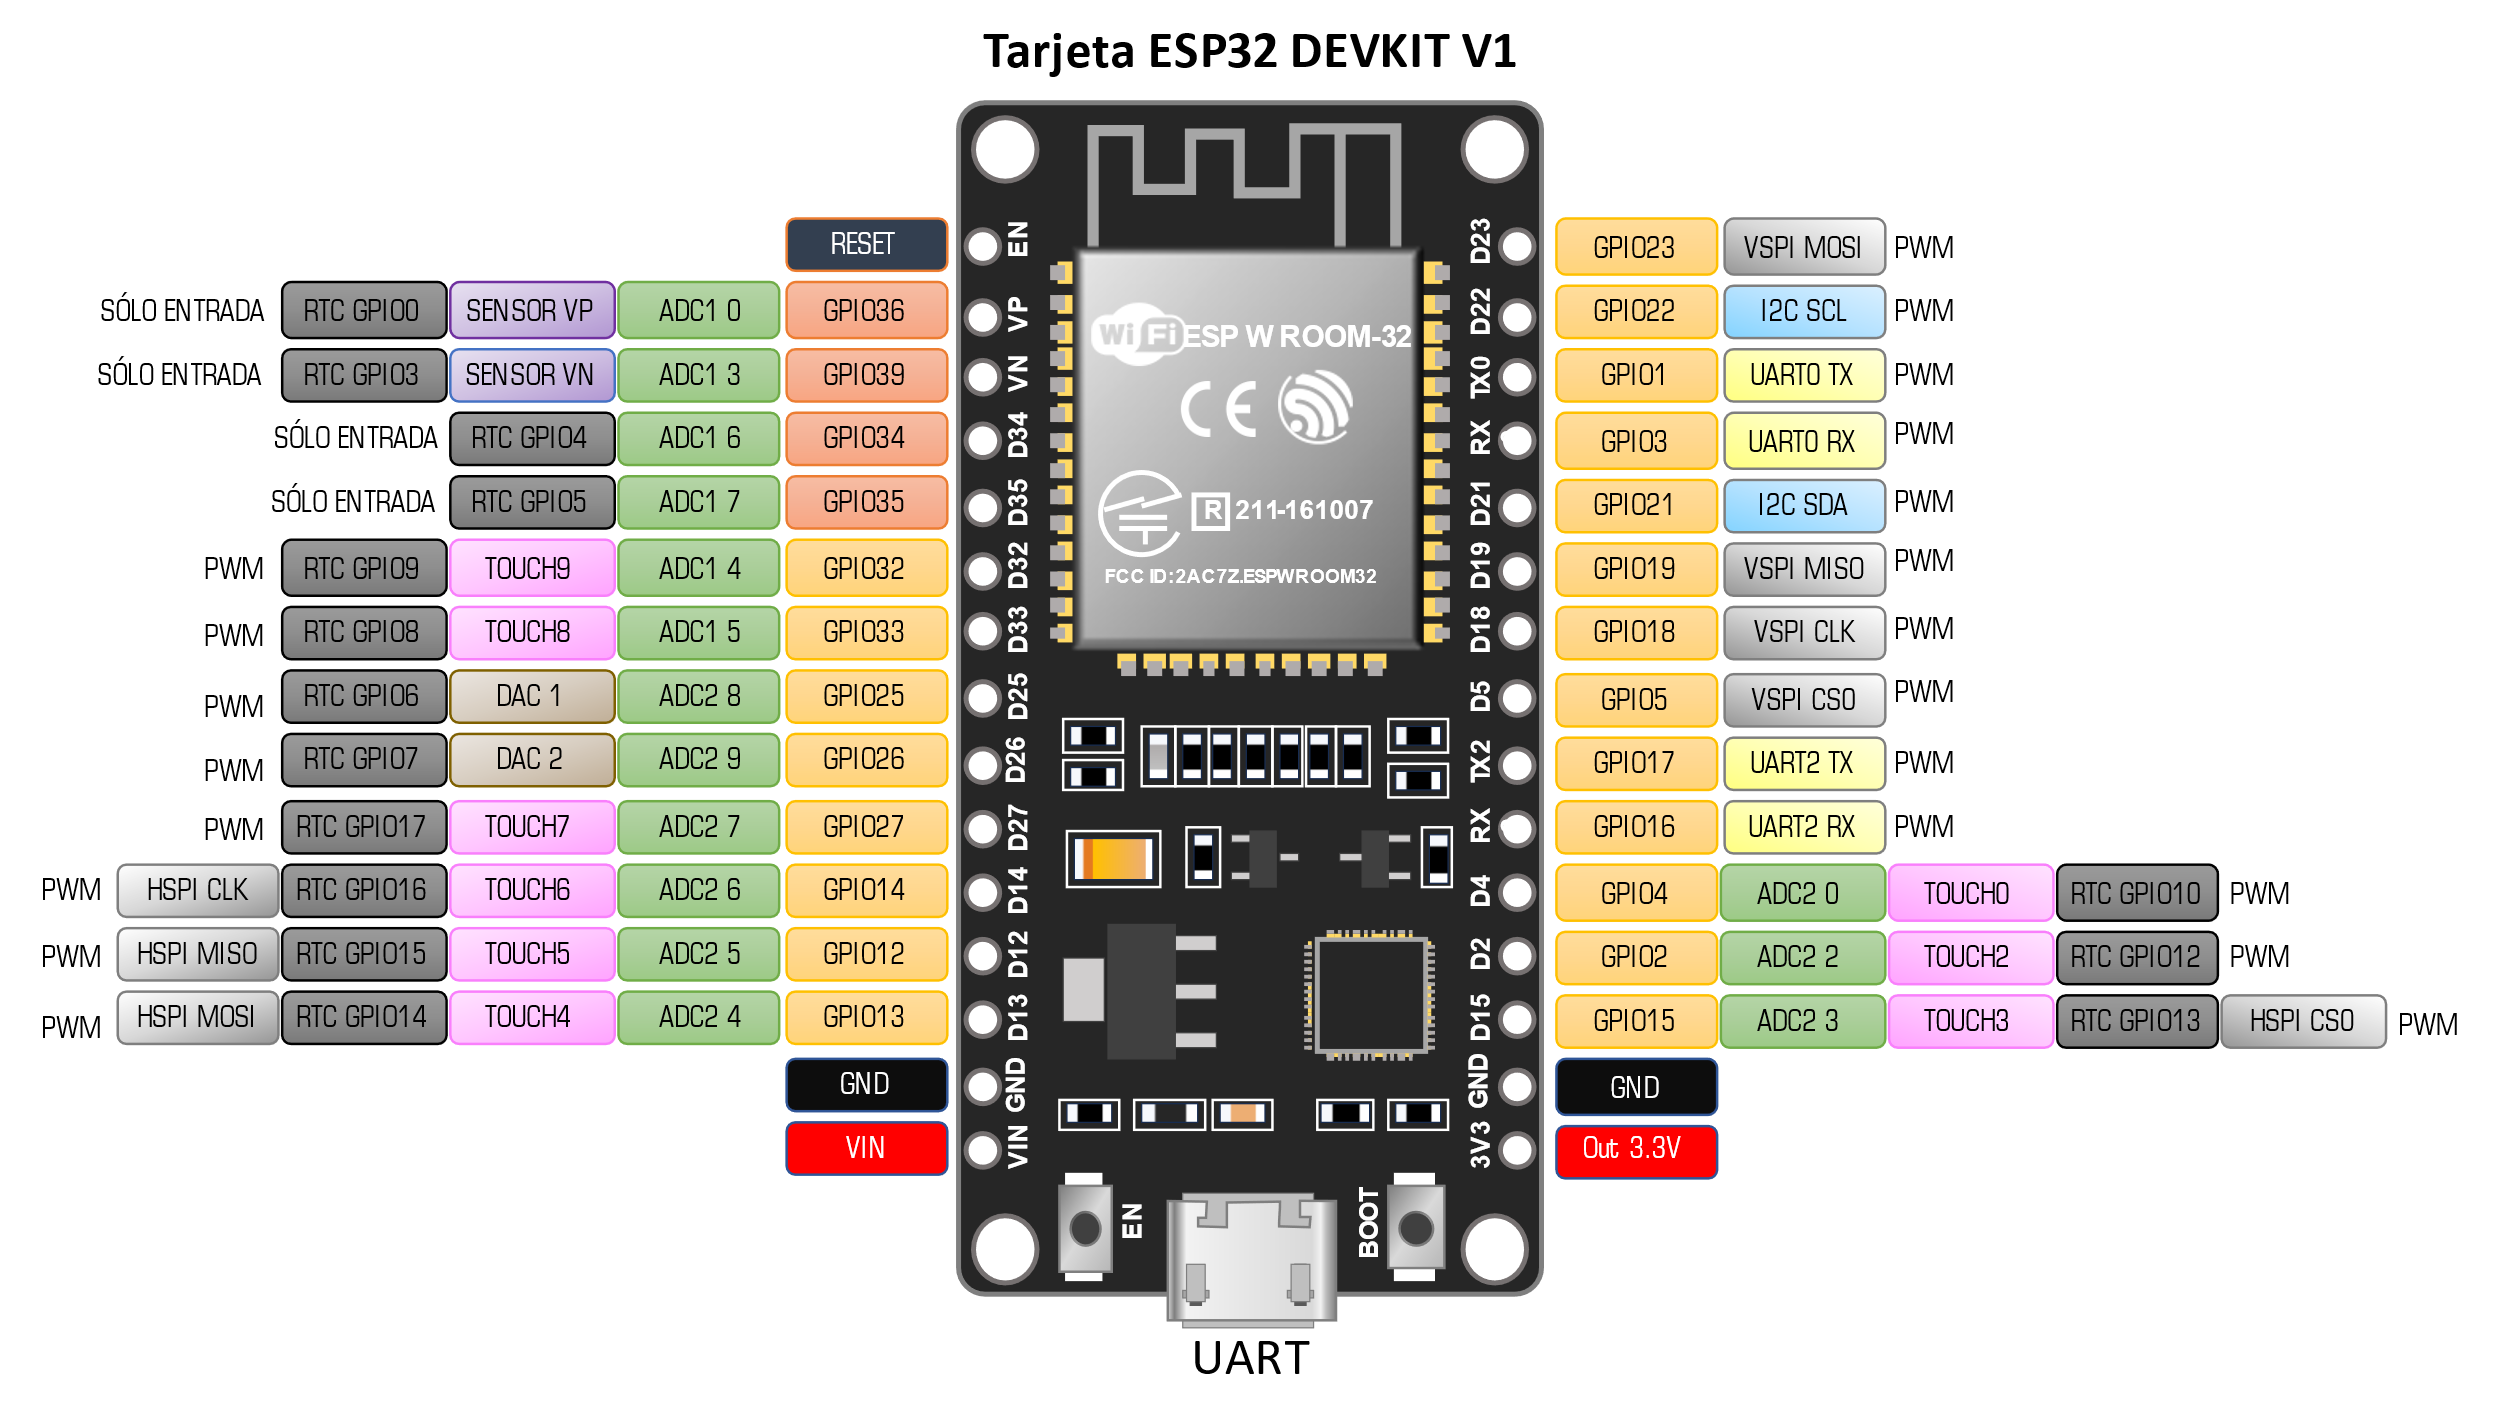 Tarjeta ESP32 DEVKIT V1
RESET EN D23 GPIO23 VSPI MOSI PWM
SÓLO ENTRADA RTC GPIO0 SENSOR VP ADC1 0 GPIO36 VP D22 GPIO22 I2C SCL PWM
WiFi ESP WROOM-32
SÓLO ENTRADA RTC GPIO3 SENSOR VN ADC1 3 GPIO39 VN TX0 GPIO1 UART0 TX PWM
CE
SÓLO ENTRADA RTC GPIO4 ADC1 6 GPIO34 D34 RX GPIO3 UART0 RX PWM
SÓLO ENTRADA RTC GPIO5 ADC1 7 GPIO35 D35 R 211-161007 D21 GPIO21 I2C SDA PWM
PWM RTC GPIO9 TOUCH9 ADC1 4 GPIO32 D32 FCC ID:2AC7Z.ESPWROOM32 D19 GPIO19 VSPI MISO PWM
PWM RTC GPIO8 TOUCH8 ADC1 5 GPIO33 D33 D18 GPIO18 VSPI CLK PWM
PWM RTC GPIO6 DAC 1 ADC2 8 GPIO25 D25 D5 GPIO5 VSPI CS0 PWM
PWM RTC GPIO7 DAC 2 ADC2 9 GPIO26 D26 TX2 GPIO17 UART2 TX PWM
PWM RTC GPIO17 TOUCH7 ADC2 7 GPIO27 D27 RX GPIO16 UART2 RX PWM
PWM HSPI CLK RTC GPIO16 TOUCH6 ADC2 6 GPIO14 D14 D4 GPIO4 ADC2 0 TOUCH0 RTC GPIO10 PWM
PWM HSPI MISO RTC GPIO15 TOUCH5 ADC2 5 GPIO12 D12 D2 GPIO2 ADC2 2 TOUCH2 RTC GPIO12 PWM
PWM HSPI MOSI RTC GPIO14 TOUCH4 ADC2 4 GPIO13 D13 D15 GPIO15 ADC2 3 TOUCH3 RTC GPIO13 HSPI CS0 PWM
GND GND GND GND
VIN VIN 3V3 Out 3.3V
EN BOOT
UART